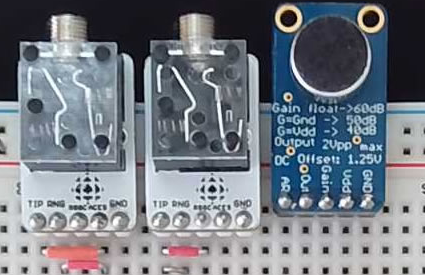 TIP RNG GND
TIP RNG GND
Gain float->60dB
G=Gnd -> 50dB
G=Vdd -> 40dB
Output 2Vpp max
DC Offset: 1.25V
AR Out Gain Vdd GND